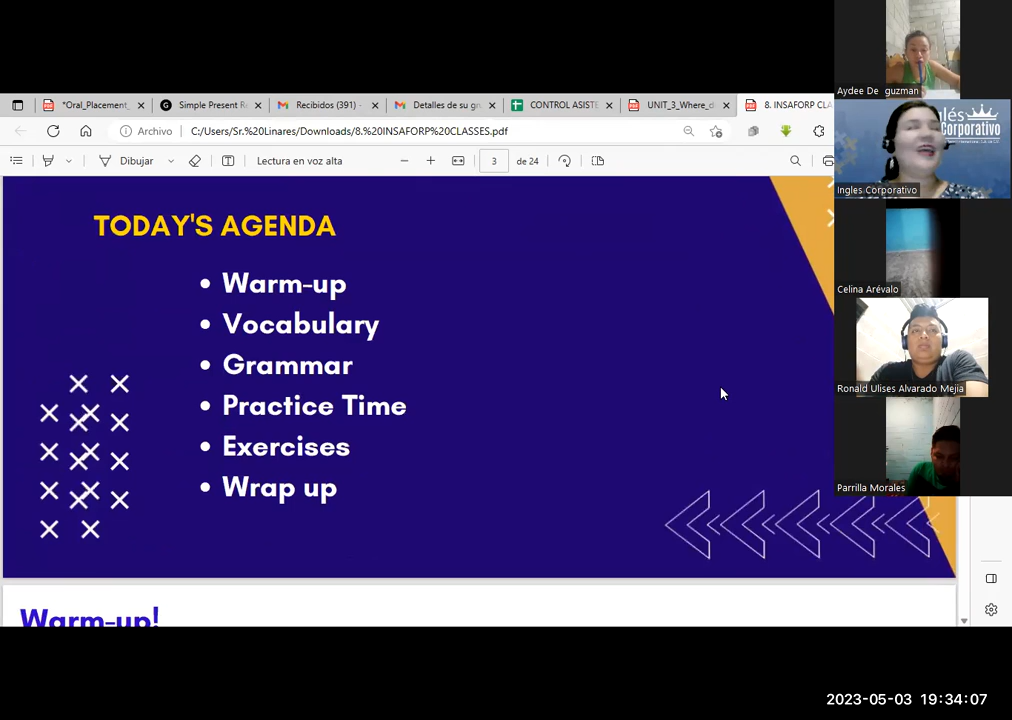 *Oral_Placement_
Simple Present R
Recibidos (391) -
Detalles de su gr
CONTROL ASISTE
UNIT_3_Where_d
8. INSAFORP CLA
Archivo
C:/Users/Sr.%20Linares/Downloads/8.%20INSAFORP%20CLASSES.pdf
Dibujar
Lectura en voz alta
3
de 24
TODAY'S AGENDA
• Warm-up
• Vocabulary
• Grammar
• Practice Time
• Exercises
• Wrap up
Warm-up!
Aydee De guzman
lés
Corporativo
Ingles Corporativo
Celina Arévalo
Ronald Ulises Alvarado Mejia
Parrilla Morales
2023-05-03 19:34:07